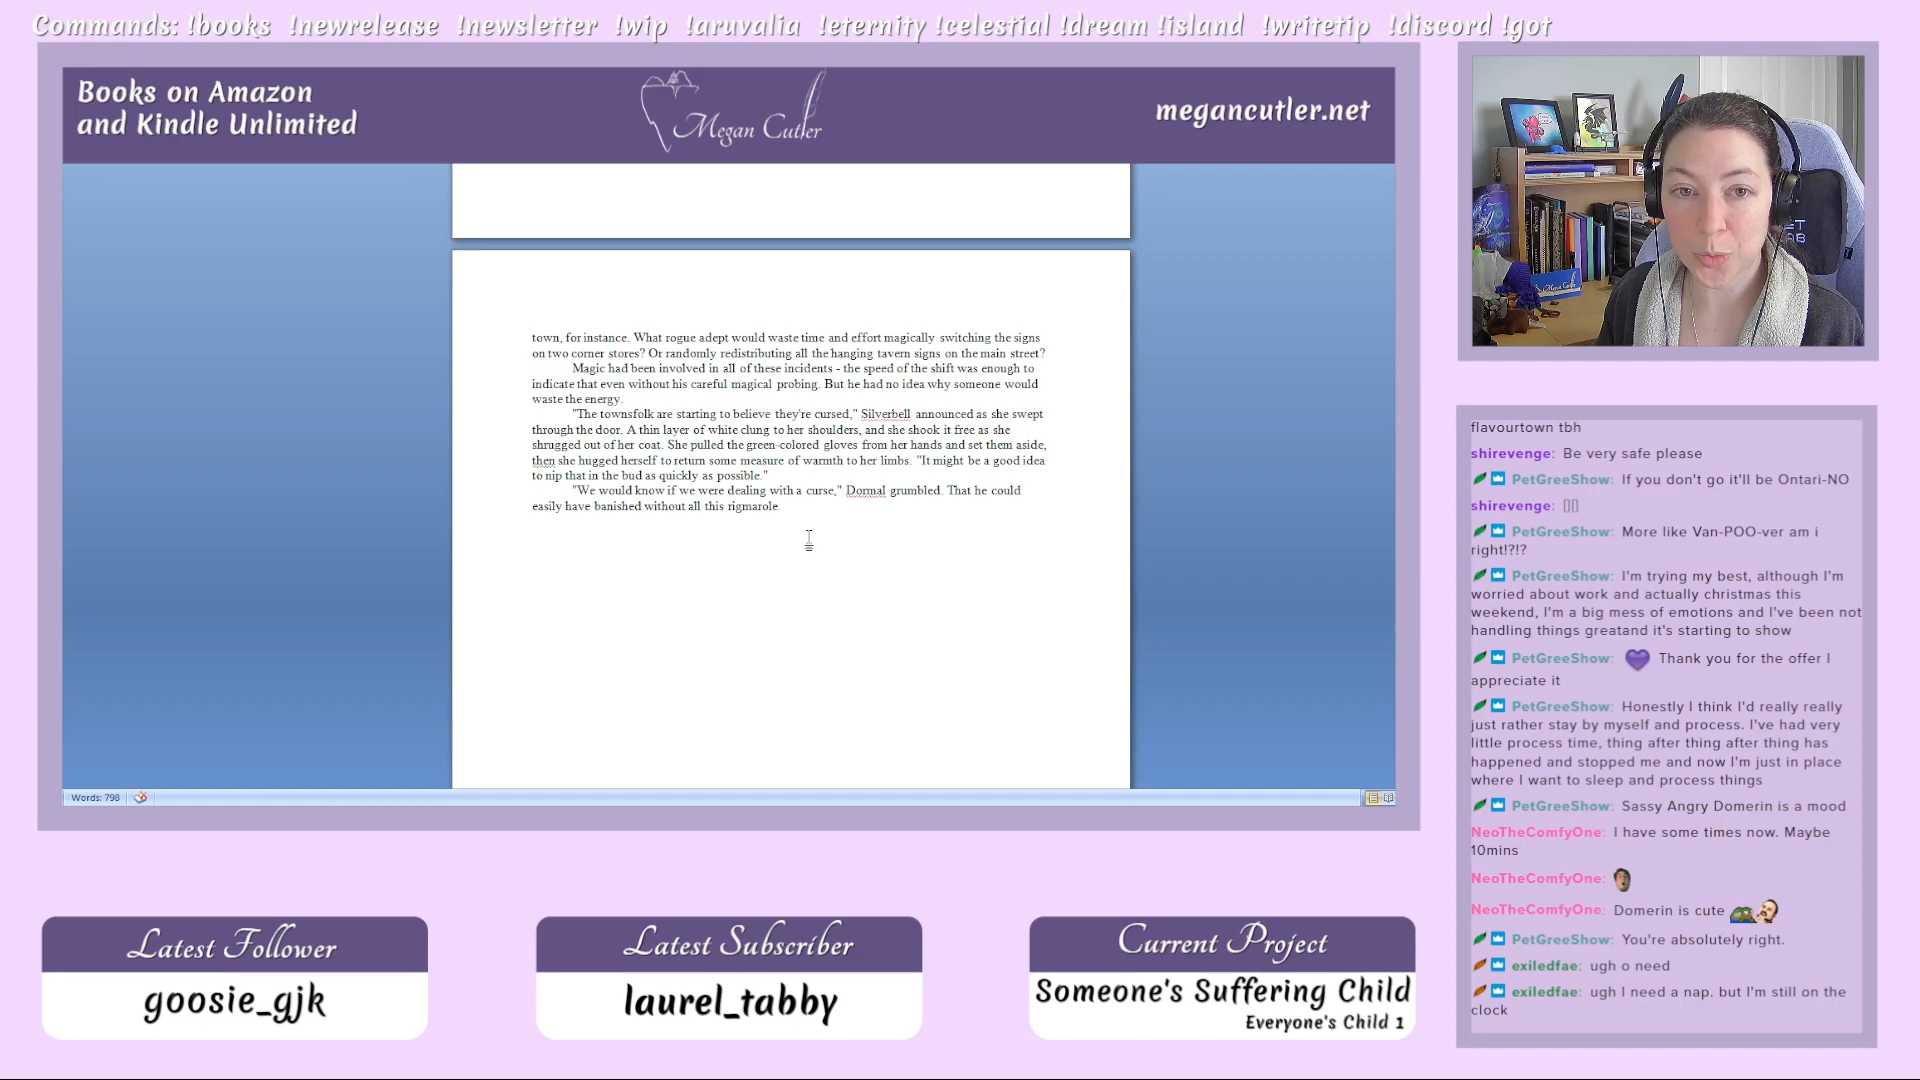 Commands: !books !newrelease !newsletter !wip !aruvalia !eternity !celestial !dream !island !writetip !discord !got
Books on Amazon
and Kindle Unlimited
Megan Cutler
megancutler.net
town, for instance. What rogue adept would waste time and effort magically switching the signs
on two corner stores? Or randomly redistributing all the hanging tavern signs on the main street?
Magic had been involved in all of these incidents - the speed of the shift was enough to
indicate that even without his careful magical probing. But he had no idea why someone would
waste the energy.
"The townsfolk are starting to believe they're cursed," Silverbell announced as she swept
through the door. A thin layer of white clung to her shoulders, and she shook it free as she
shrugged out of her coat. She pulled the green-colored gloves from her hands and set them aside,
then she hugged herself to return some measure of warmth to her limbs. "It might be a good idea
to nip that in the bud as quickly as possible."
"We would know if we were dealing with a curse," Dormal grumbled. That he could
easily have banished without all this rigmarole.
Words: 798
flavourtown tbh
shirevenge: Be very safe please
PetGreeShow: If you don't go it'll be Ontari-NO
shirevenge:
PetGreeShow: More like Van-POO-ver am i
right!?!?
PetGreeShow: I'm trying my best, although I'm
worried about work and actually christmas this
weekend, I'm a big mess of emotions and I've been not
handling things greatand it's starting to show
PetGreeShow: Thank you for the offer I
appreciate it
PetGreeShow: Honestly I think I'd really really
just rather stay by myself and process. I've had very
little process time, thing after thing after thing has
happened and stopped me and now I'm just in place
where I want to sleep and process things
PetGreeShow: Sassy Angry Domerin is a mood
NeoTheComfyOne: I have some times now. Maybe
10mins
NeoTheComfyOne:
NeoTheComfyOne: Domerin is cute
PetGreeShow: You're absolutely right.
exiledfae: ugh o need
exiledfae: ugh I need a nap. but I'm still on the
clock
Latest Follower
goosie_gjk
Latest Subscriber
laurel_tabby
Current Project
Someone's Suffering Child
Everyone's Child 1